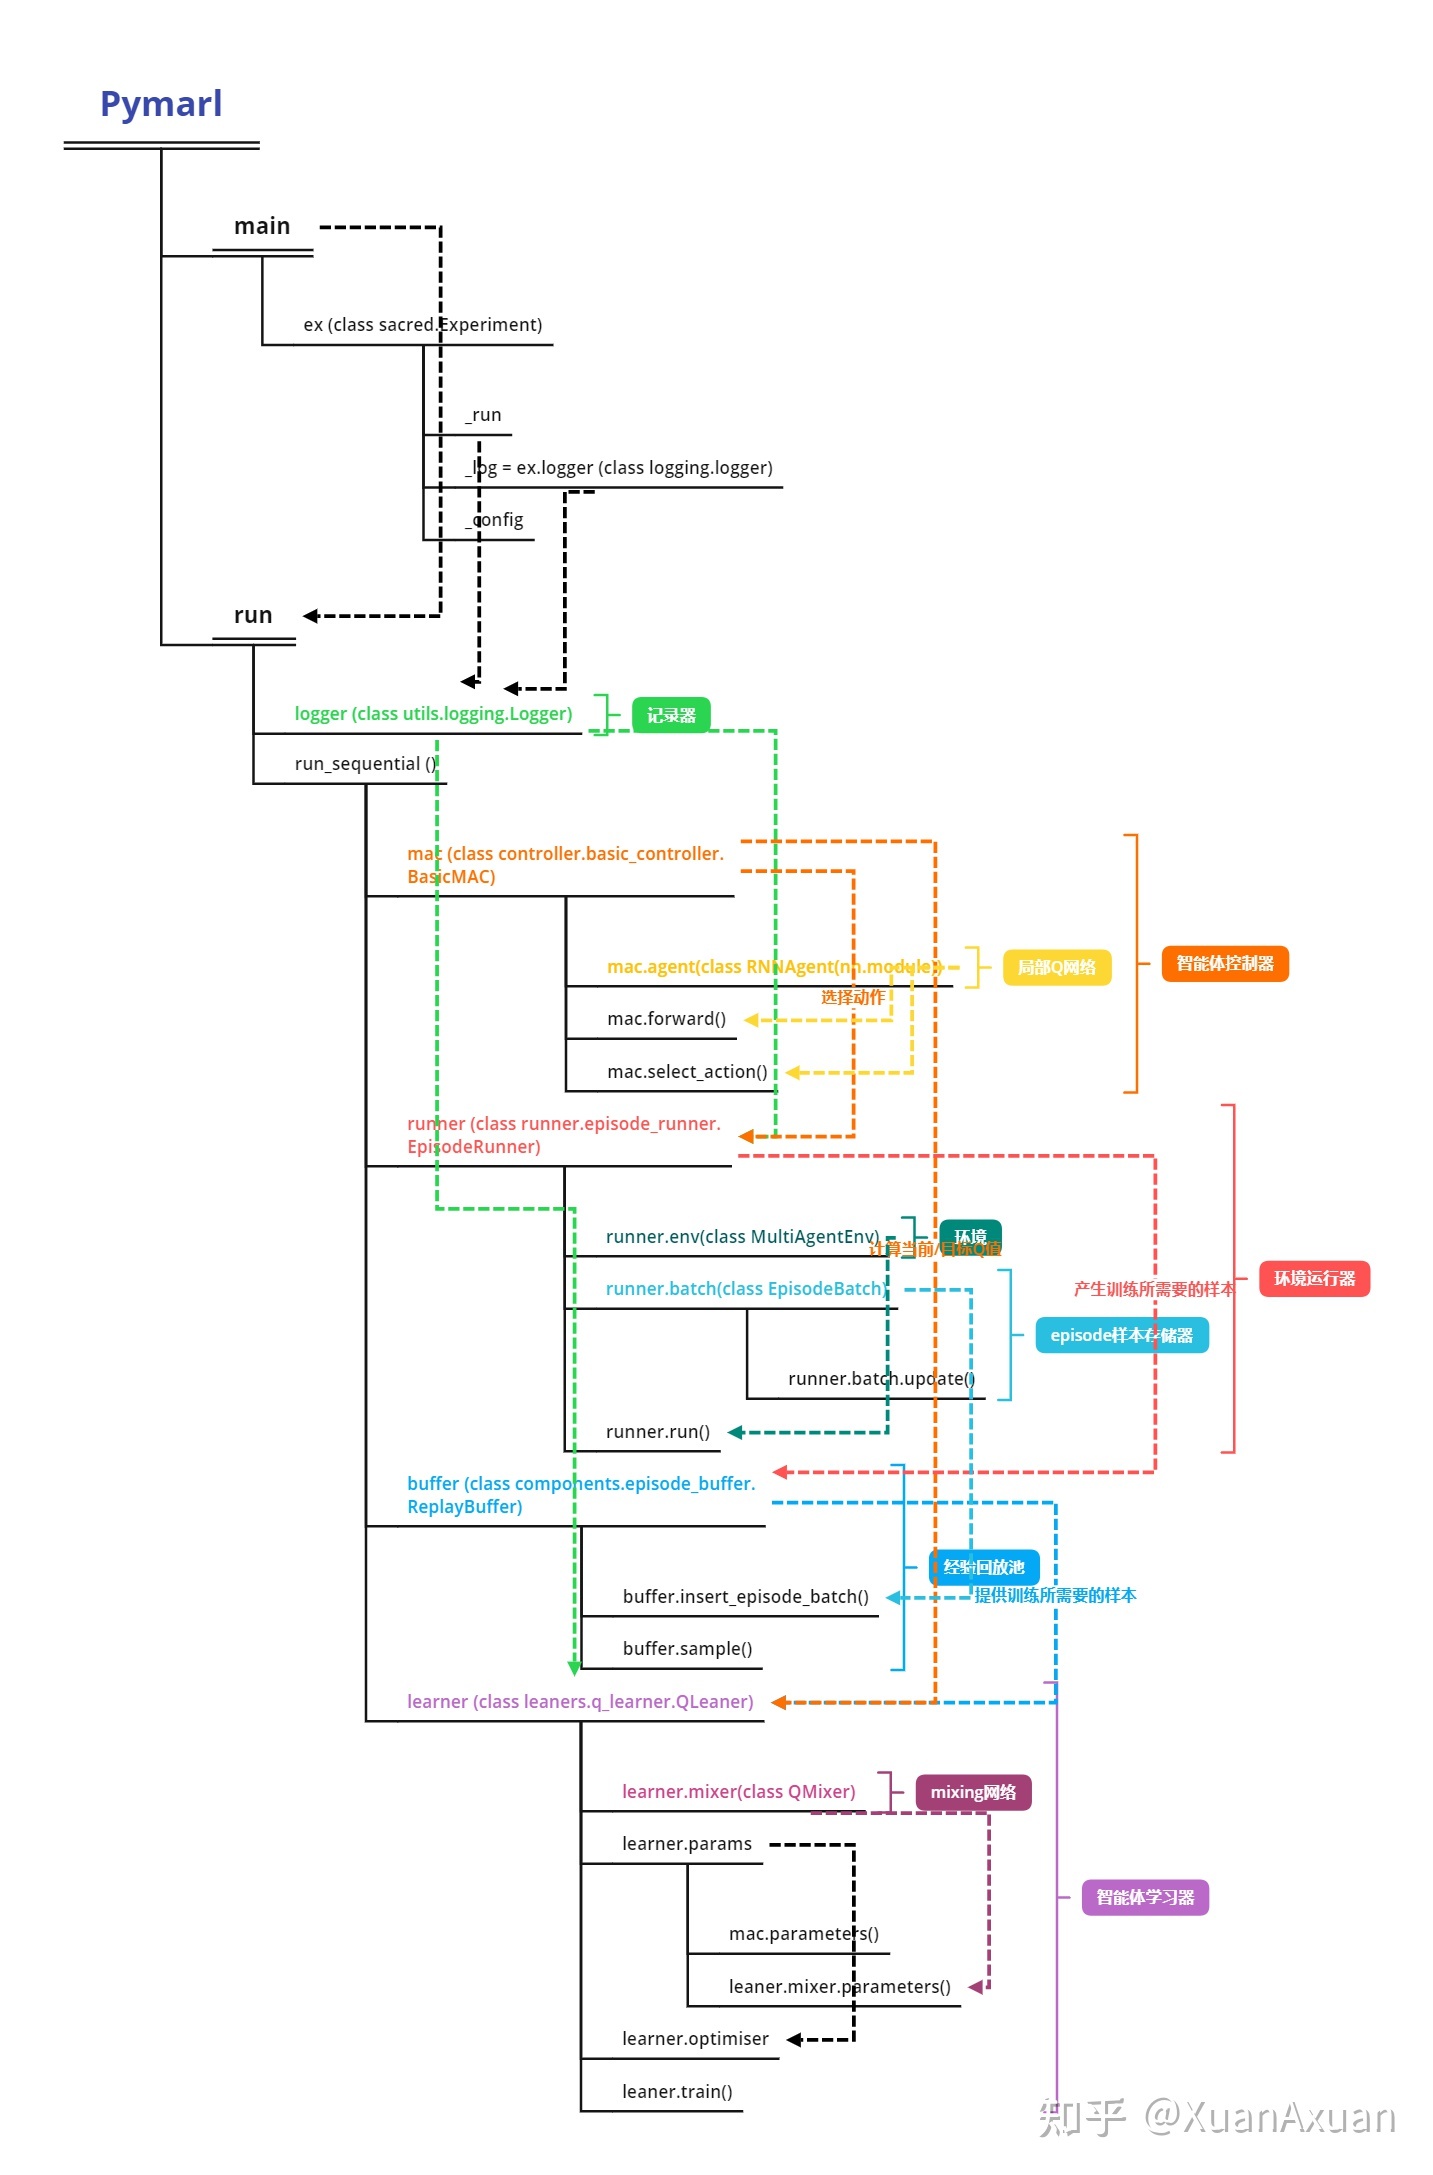 Pymarl
main
ex (class sacred.Experiment)
_run
_log = ex.logger (class logging.logger)
_config
run
logger (class utils.logging.Logger)
记录器
run_sequential ()
mac (class controller.basic_controller.
BasicMAC)
mac.agent(class RNNAgent(nn.module))
局部Q网络
智能体控制器
选择动作
mac.forward()
mac.select_action()
runner (class runner.episode_runner.
EpisodeRunner)
runner.env(class MultiAgentEnv)
环境
计算当前/目标Q值
runner.batch(class EpisodeBatch)
产生训练所需要的样本
环境运行器
episode样本存储器
runner.batch.update()
runner.run()
buffer (class components.episode_buffer.
ReplayBuffer)
经验回放池
buffer.insert_episode_batch()
提供训练所需要的样本
buffer.sample()
learner (class leaners.q_learner.QLeaner)
learner.mixer(class QMixer)
mixing网络
learner.params
智能体学习器
mac.parameters()
leaner.mixer.parameters()
learner.optimiser
leaner.train()
知乎 @XuanAxuan